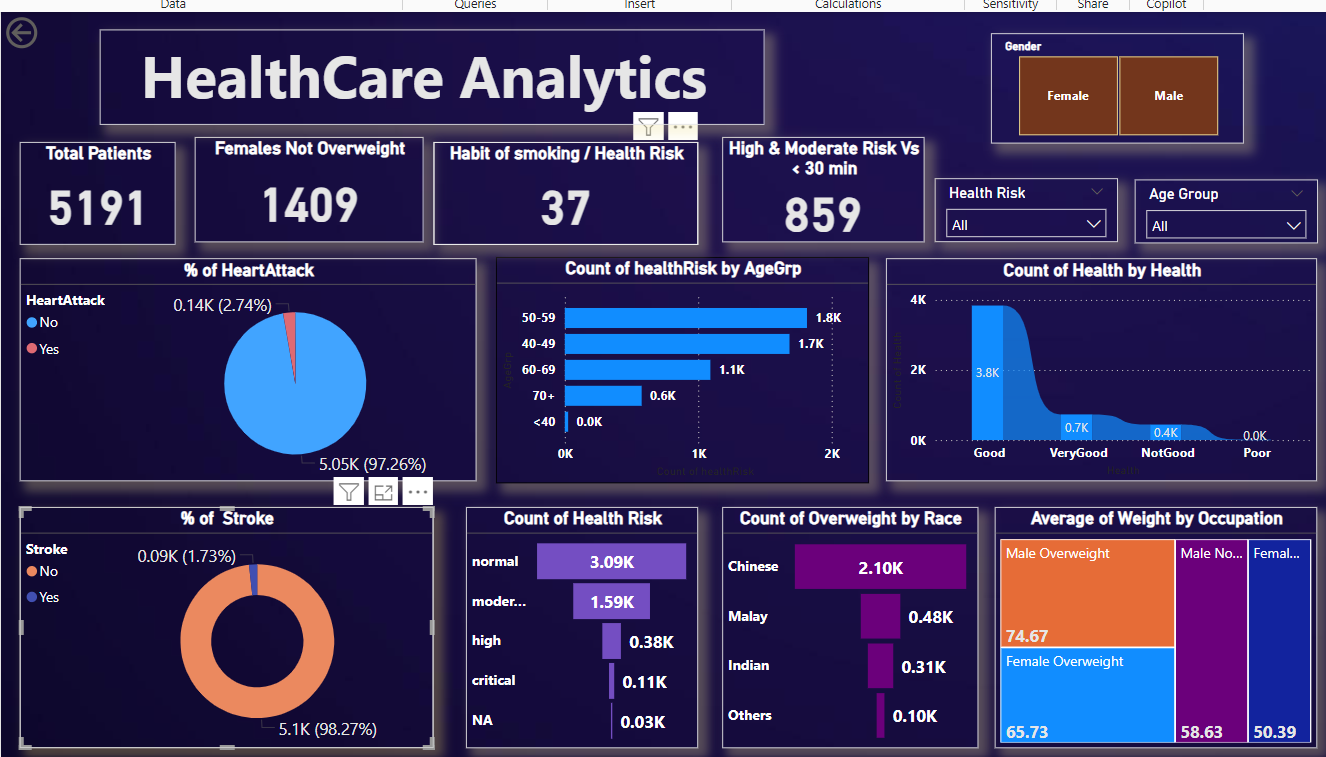 Data Queries Insert Calculations Sensitivity Share Copilot
HealthCare Analytics
Gender
Female Male
Total Patients
5191
Females Not Overweight
1409
Habit of smoking / Health Risk
37
High & Moderate Risk Vs
< 30 min
859
Health Risk
All
Age Group
All
% of HeartAttack
HeartAttack
No
Yes
0.14K (2.74%)
5.05K (97.26%)
Count of healthRisk by AgeGrp
AgeGrp
50-59 1.8K
40-49 1.7K
60-69 1.1K
70+ 0.6K
<40 0.0K
0K 1K 2K
Count of healthRisk
Count of Health by Health
Count of Health
4K
2K
0K
3.8K 0.7K 0.4K 0.0K
Good VeryGood NotGood Poor
Health
% of Stroke
Stroke
No
Yes
0.09K (1.73%)
5.1K (98.27%)
Count of Health Risk
normal 3.09K
moder... 1.59K
high 0.38K
critical 0.11K
NA 0.03K
Count of Overweight by Race
Chinese 2.10K
Malay 0.48K
Indian 0.31K
Others 0.10K
Average of Weight by Occupation
Male Overweight
74.67
Female Overweight
65.73
Male No...
58.63
Femal...
50.39